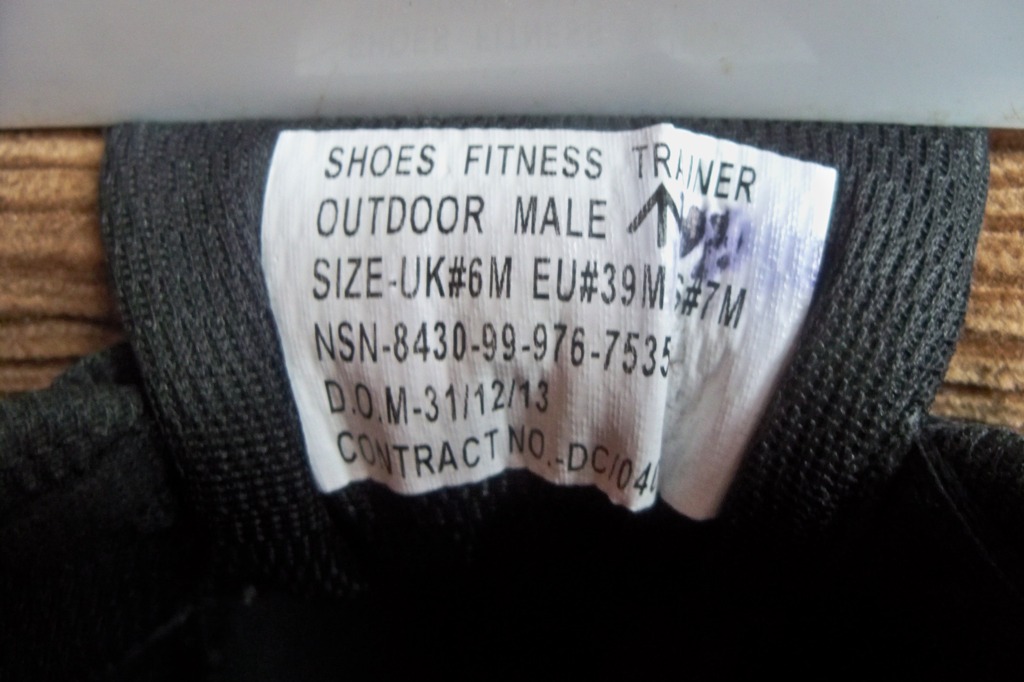 SHOES FITNESS TRAINER
OUTDOOR MALE
SIZE-UK#6M EU#39M #7M
NSN-8430-99-976-7535
D.O.M-31/12/13
CONTRACT NO.-DC/04